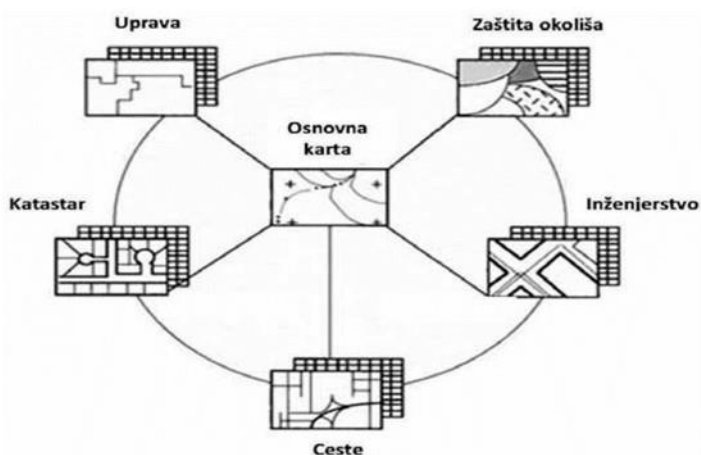 Uprava
Zaštita okoliša
Osnovna
karta
Katastar
Inženjerstvo
Ceste